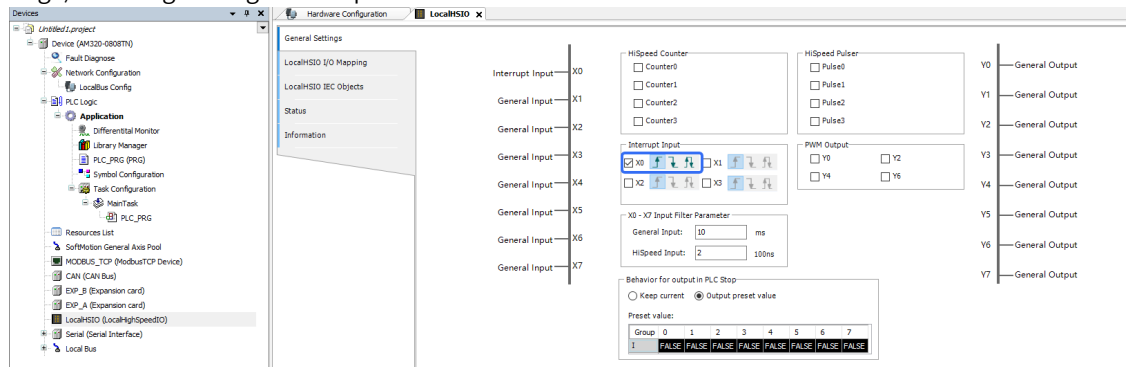 Devices
Untitled1.project
Device (AM320-0808TN)
Fault Diagnose
Network Configuration
LocalBus Config
PLC Logic
Application
Differentital Monitor
Library Manager
PLC_PRG (PRG)
Symbol Configuration
Task Configuration
MainTask
PLC_PRG
Resources List
SoftMotion General Axis Pool
MODBUS_TCP (ModbusTCP Device)
CAN (CAN Bus)
EXP_B (Expansion card)
EXP_A (Expansion card)
LocalHSIO (LocalHighSpeedIO)
Serial (Serial Interface)
Local Bus
Hardware Configuration
LocalHSIO
General Settings
LocalHSIO I/O Mapping
LocalHSIO IEC Objects
Status
Information
Interrupt Input X0
General Input X1
General Input X2
General Input X3
General Input X4
General Input X5
General Input X6
General Input X7
HiSpeed Counter
Counter0
Counter1
Counter2
Counter3
HiSpeed Pulser
Pulse0
Pulse1
Pulse2
Pulse3
Interrupt Input
X0 X1
X2 X3
PWM Output
Y0 Y2
Y4 Y6
X0 - X7 Input Filter Parameter
General Input: 10 ms
HiSpeed Input: 2 100ns
Behavior for output in PLC Stop
Keep current Output preset value
Preset value:
Group 0 1 2 3 4 5 6 7
I FALSE FALSE FALSE FALSE FALSE FALSE FALSE FALSE
Y0 General Output
Y1 General Output
Y2 General Output
Y3 General Output
Y4 General Output
Y5 General Output
Y6 General Output
Y7 General Output